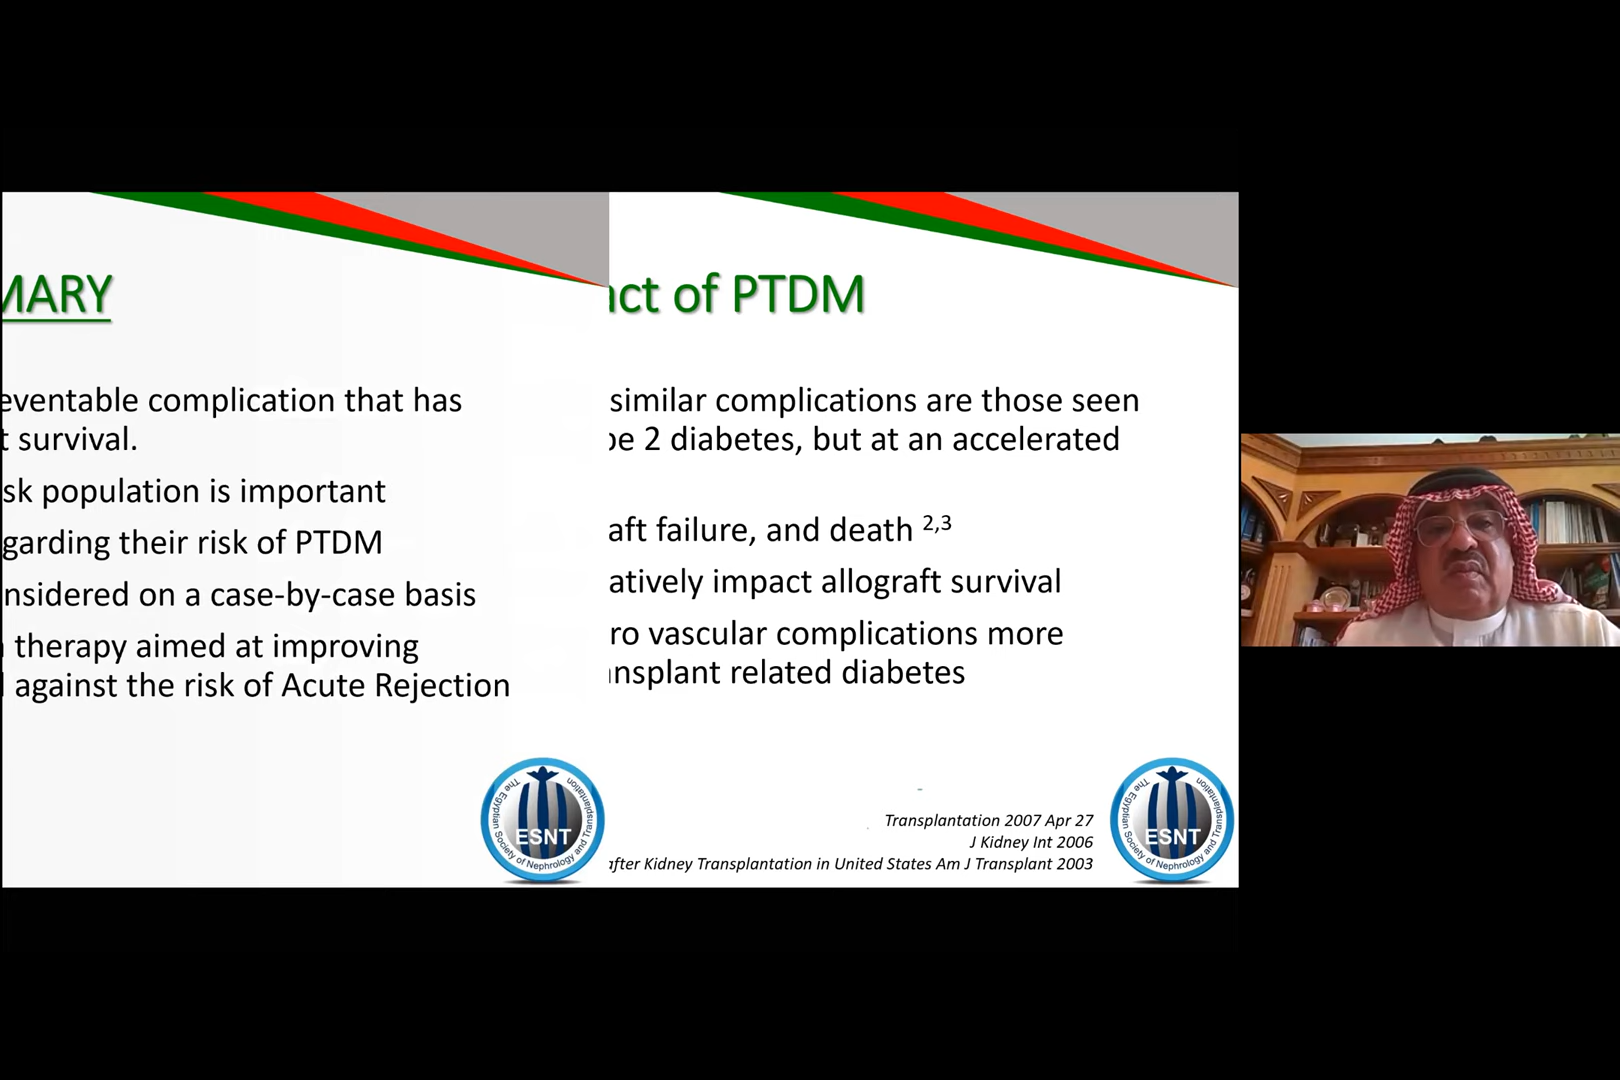 MARY
eventable complication that has
t survival.
sk population is important
garding their risk of PTDM
nsidered on a case-by-case basis
therapy aimed at improving
against the risk of Acute Rejection
The Egyptian Society of Nephrology and Transplantation
ESNT
act of PTDM
similar complications are those seen
pe 2 diabetes, but at an accelerated
aft failure, and death 2,3
atively impact allograft survival
ro vascular complications more
ansplant related diabetes
Transplantation 2007 Apr 27
J Kidney Int 2006
after Kidney Transplantation in United States Am J Transplant 2003
The Egyptian Society of Nephrology and Transplantation
ESNT